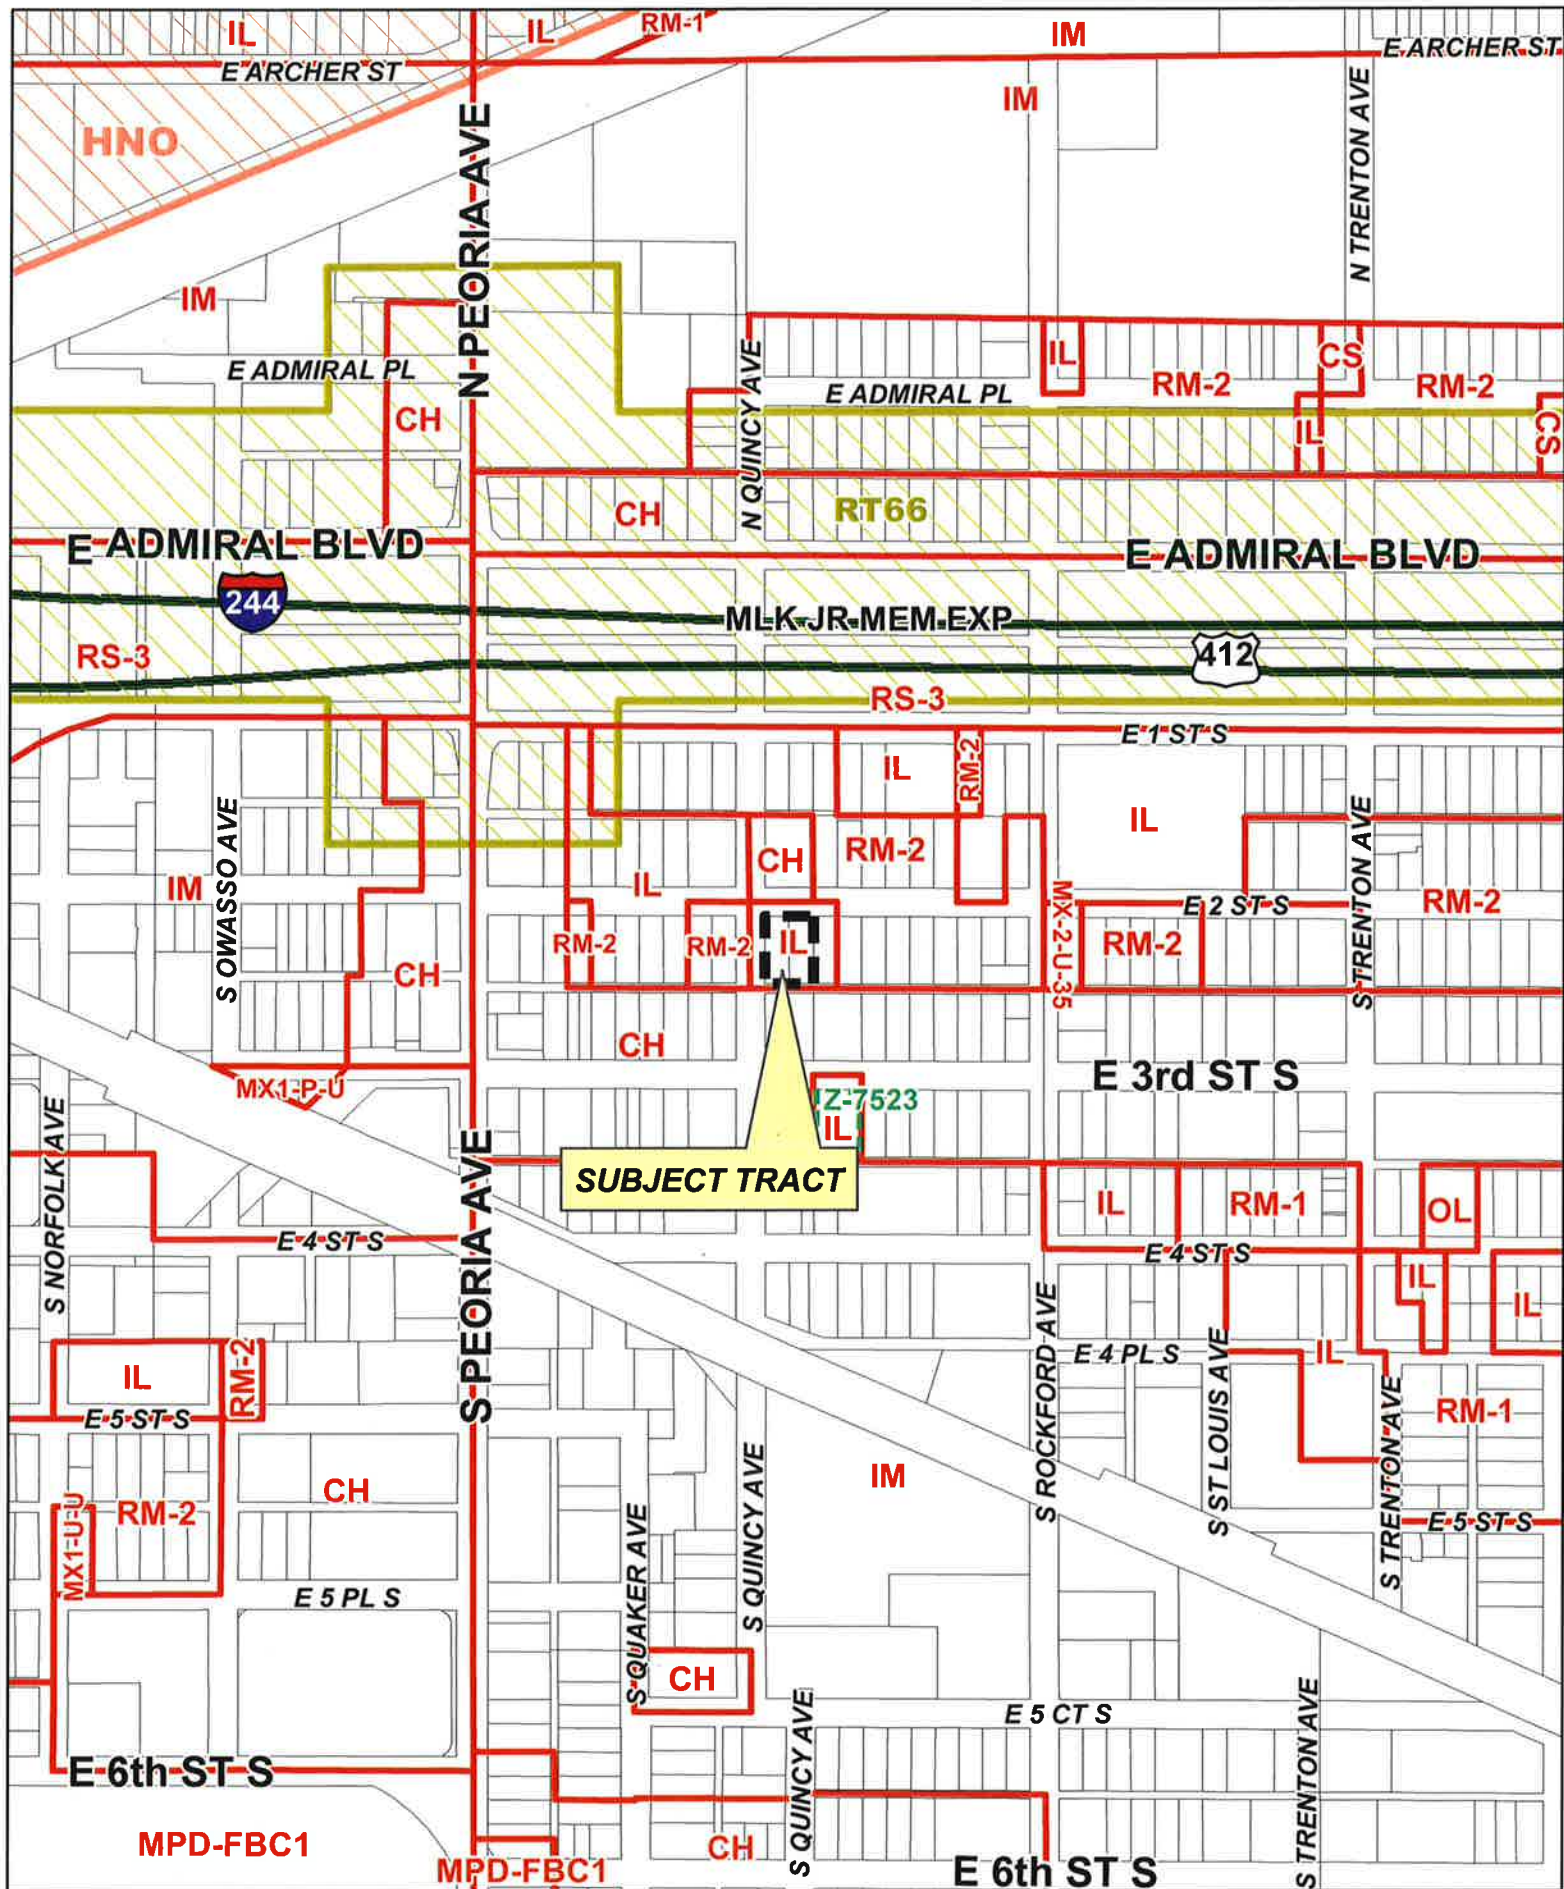 IL
IL
RM-1
IM
E ARCHER ST
E ARCHER ST
IM
HNO
N PEORIA AVE
N TRENTON AVE
IM
E ADMIRAL PL
CH
N QUINCY AVE
E ADMIRAL PL
IL
RM-2
CS
RM-2
IL
CS
CH
RT66
E ADMIRAL BLVD
E ADMIRAL BLVD
244
MLK JR MEM EXP
412
RS-3
RS-3
E 1 ST S
IL
RM-2
IL
S OWASSO AVE
S TRENTON AVE
CH
RM-2
IM
IL
MX-2-U-35
E 2 ST S
RM-2
RM-2
RM-2
IL
RM-2
CH
CH
E 3rd ST S
MX1-P-U
Z-7523
IL
S NORFOLK AVE
S PEORIA AVE
SUBJECT TRACT
IL
RM-1
OL
E 4 ST S
E 4 ST S
IL
IL
S ROCKFORD AVE
E 4 PL S
S ST LOUIS AVE
IL
IL
RM-2
E 5 ST S
S TRENTON AVE
RM-1
CH
IM
RM-2
MX1-U-U
S QUAKER AVE
S QUINCY AVE
E 5 ST S
E 5 PL S
CH
E 5 CT S
S QUINCY AVE
S TRENTON AVE
E 6th ST S
MPD-FBC1
MPD-FBC1
CH
E 6th ST S